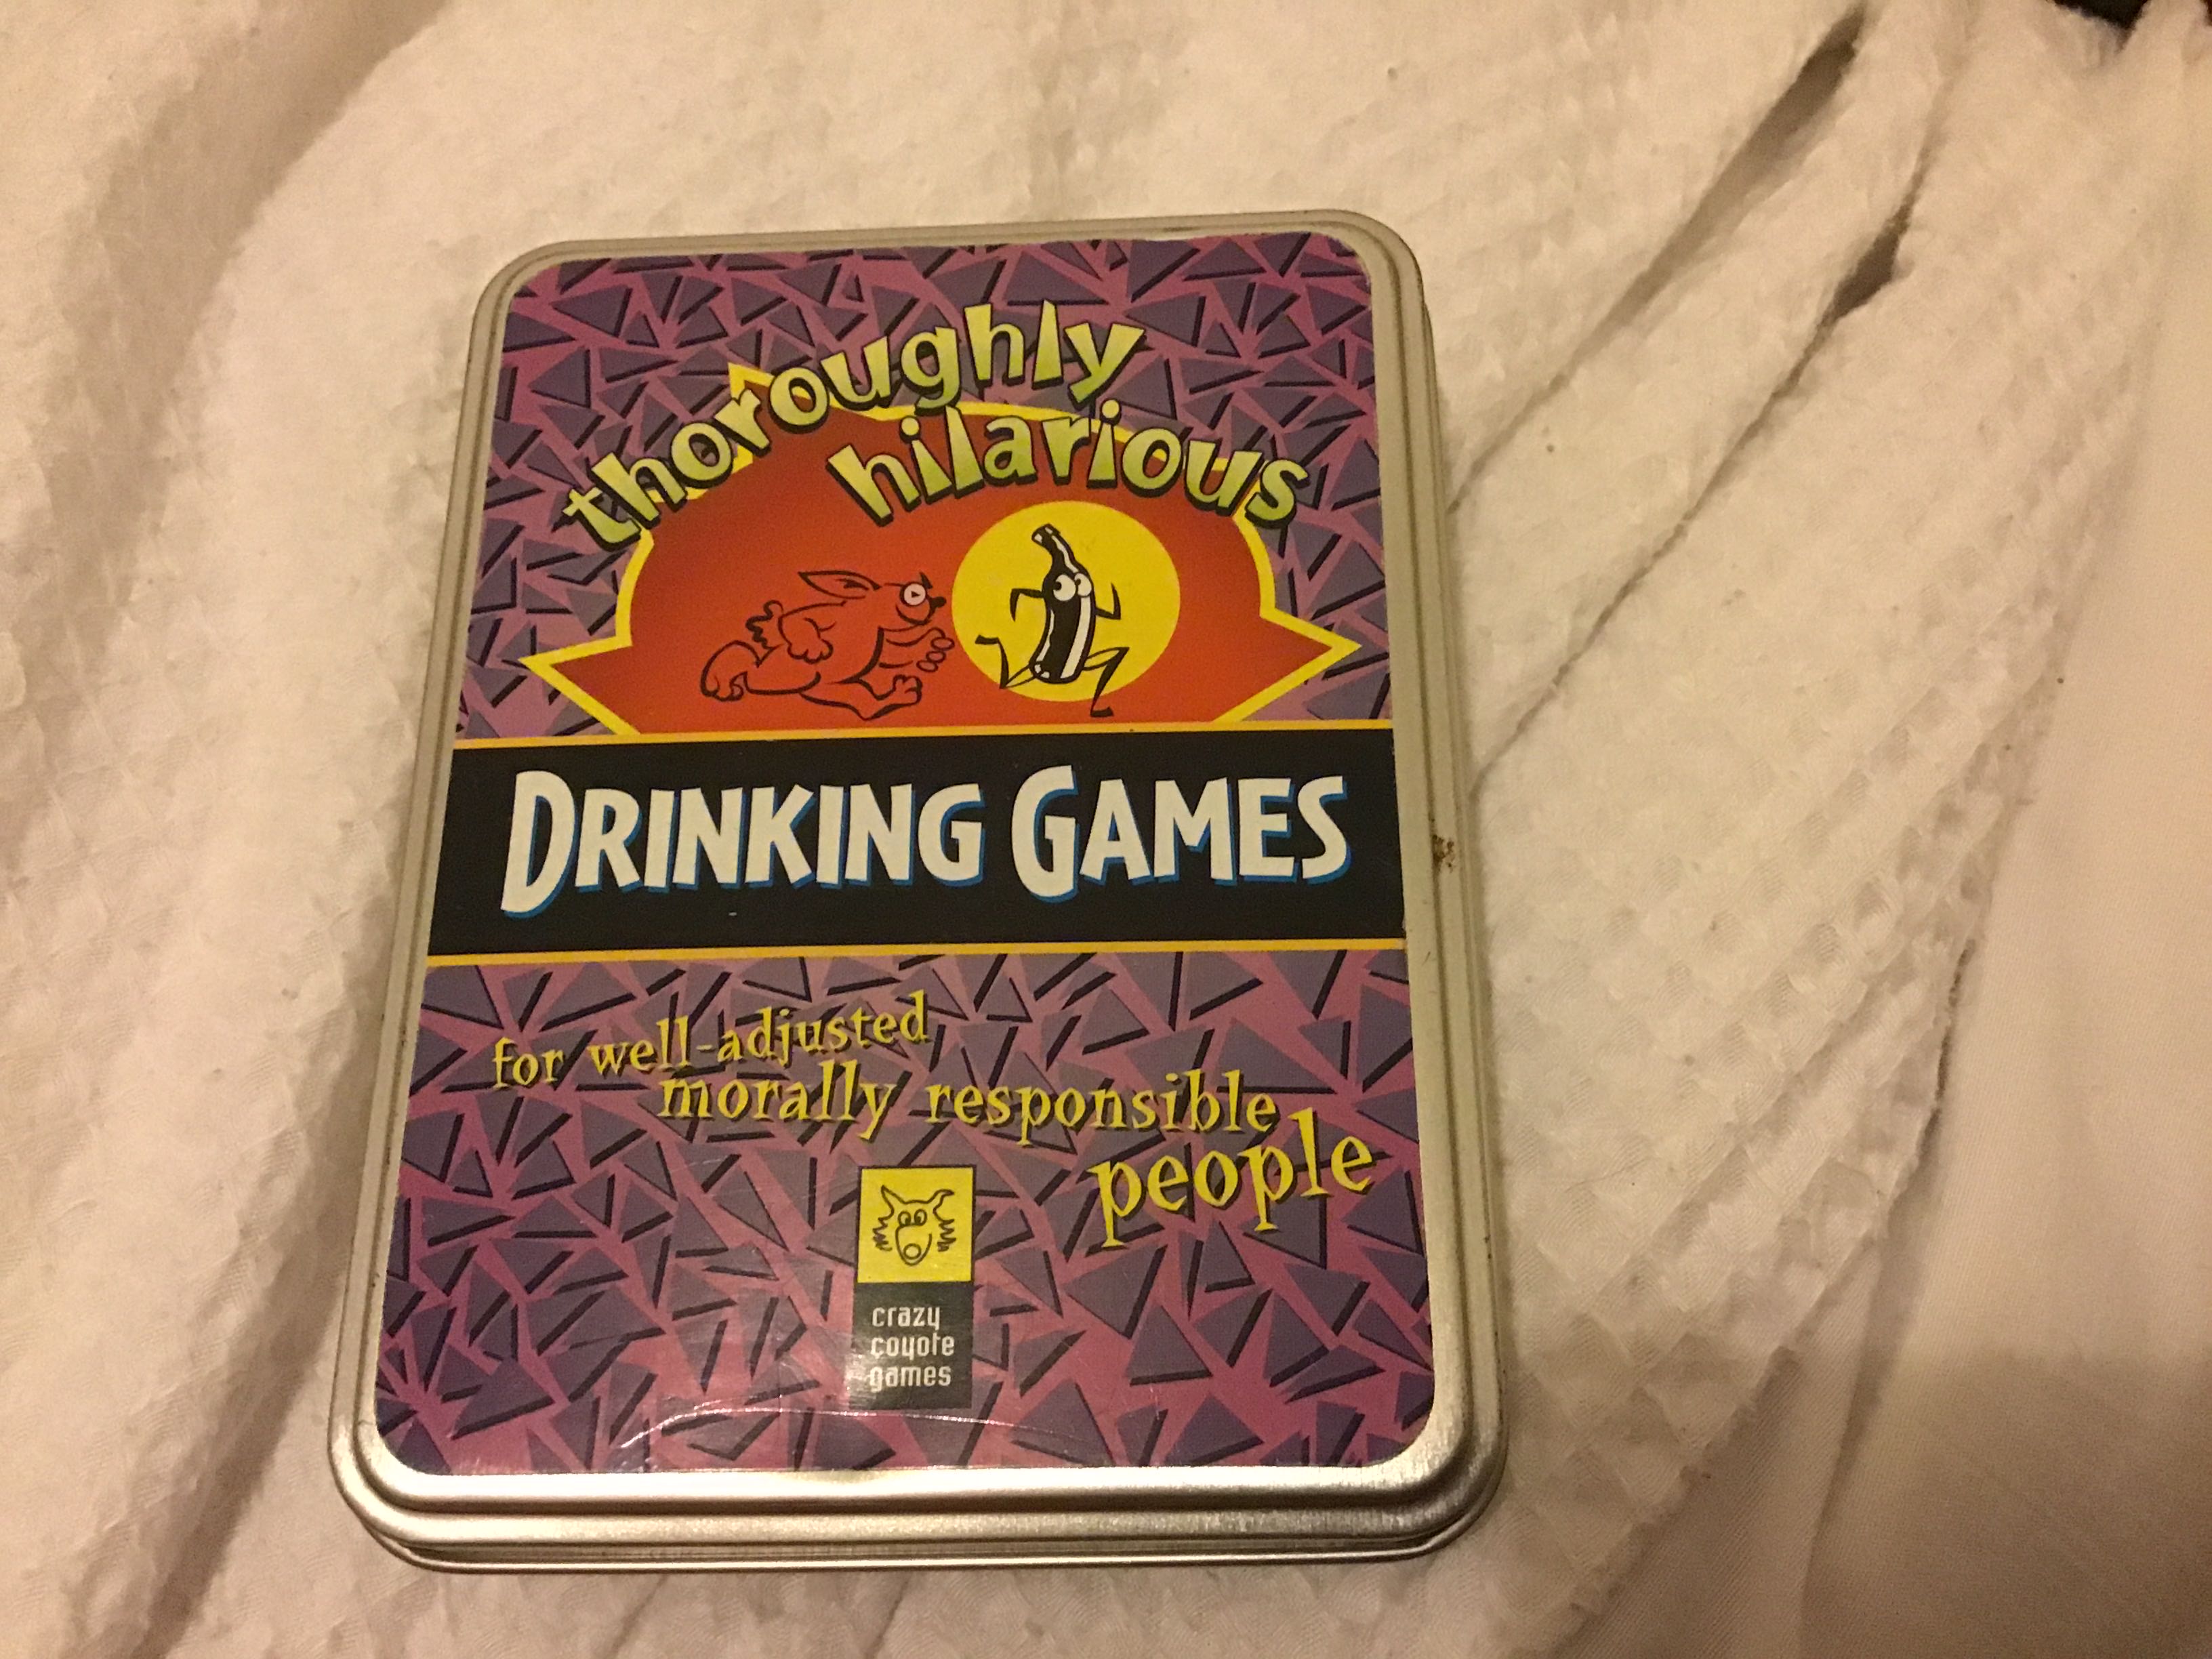 thoroughly
hilarious
DRINKING GAMES
for well-adjusted
morally responsible
people
crazy
coyote
games